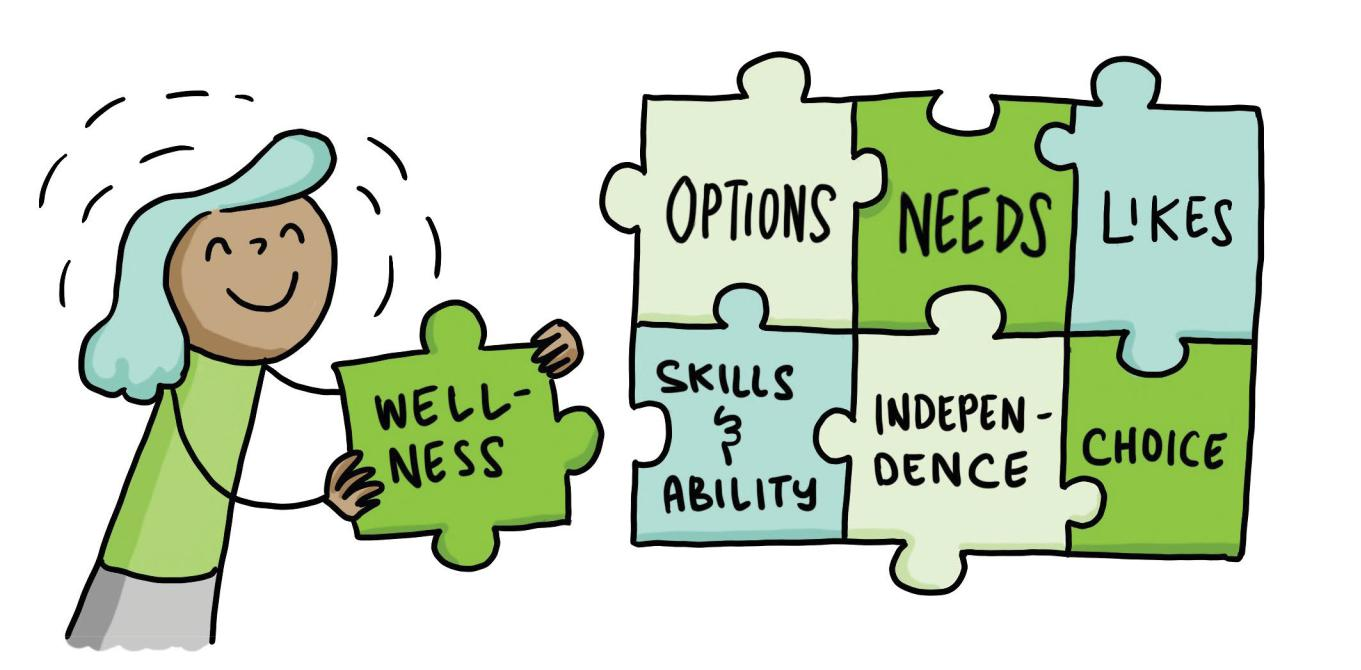 WELL-
NESS
OPTIONS
NEEDS
LIKES
SKILLS
&
ABILITY
INDEPEN-
DENCE
CHOICE